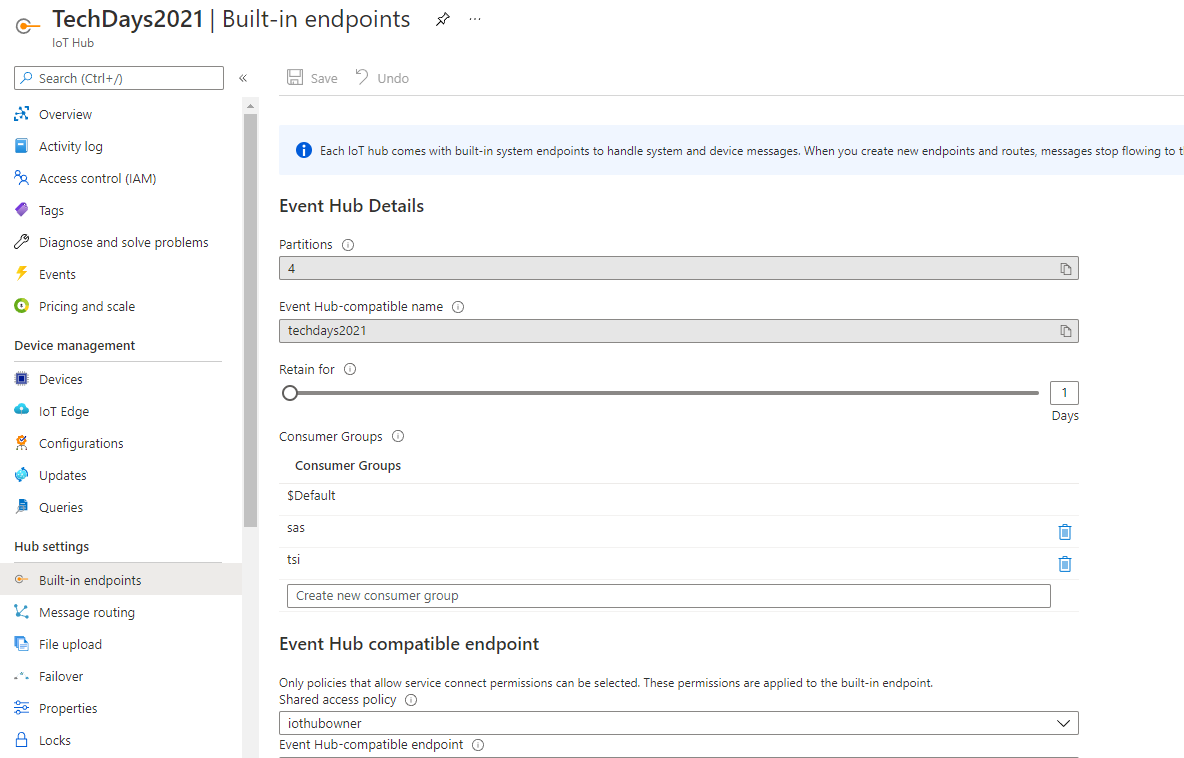 TechDays2021 | Built-in endpoints ...
IoT Hub
Search (Ctrl+/)
«
Save
Undo
Overview
Activity log
Access control (IAM)
Tags
Diagnose and solve problems
Events
Pricing and scale
Device management
Devices
IoT Edge
Configurations
Updates
Queries
Hub settings
Built-in endpoints
Message routing
File upload
Failover
Properties
Locks
Each IoT hub comes with built-in system endpoints to handle system and device messages. When you create new endpoints and routes, messages stop flowing to t
Event Hub Details
Partitions
4
Event Hub-compatible name
techdays2021
Retain for
1
Days
Consumer Groups
Consumer Groups
$Default
sas
tsi
Create new consumer group
Event Hub compatible endpoint
Only policies that allow service connect permissions can be selected. These permissions are applied to the built-in endpoint.
Shared access policy
iothubowner
Event Hub-compatible endpoint